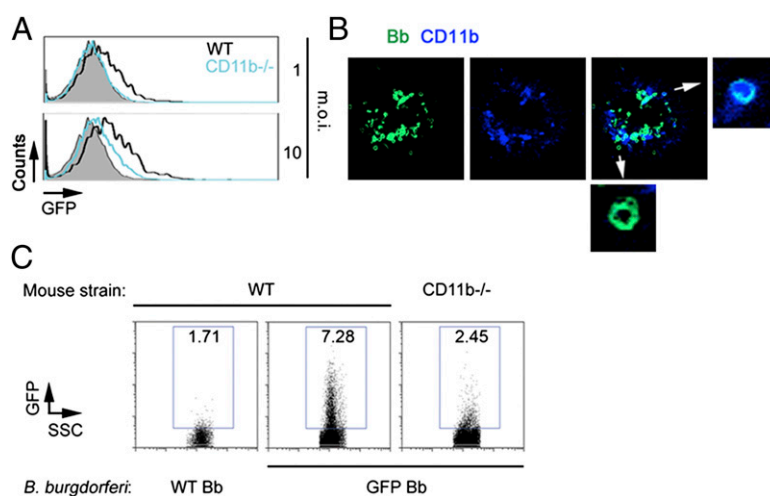 A
WT
CD11b-/-
1
10
m.o.i.
Counts
GFP
B
Bb CD11b
C
Mouse strain: WT CD11b-/-
1.71 7.28 2.45
GFP
SSC
B. burgdorferi: WT Bb GFP Bb